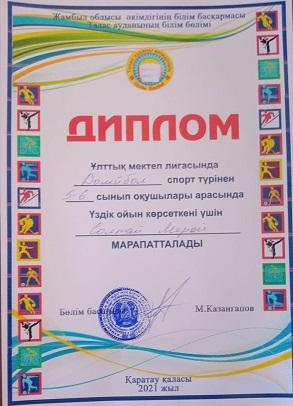 Жамбыл облысы әкімдігінің білім басқармасы
Талас ауданының білім бөлімі
ДИПЛОМ
Ұлттық мектеп лигасында
Волейбол спорт түрінен
5-6 сынып оқушылары арасында
Үздік ойын көрсеткені үшін
МАРАПАТТАЛАДЫ
Бөлім басшысы М.Казангапов
Қаратау қаласы
2021 жыл